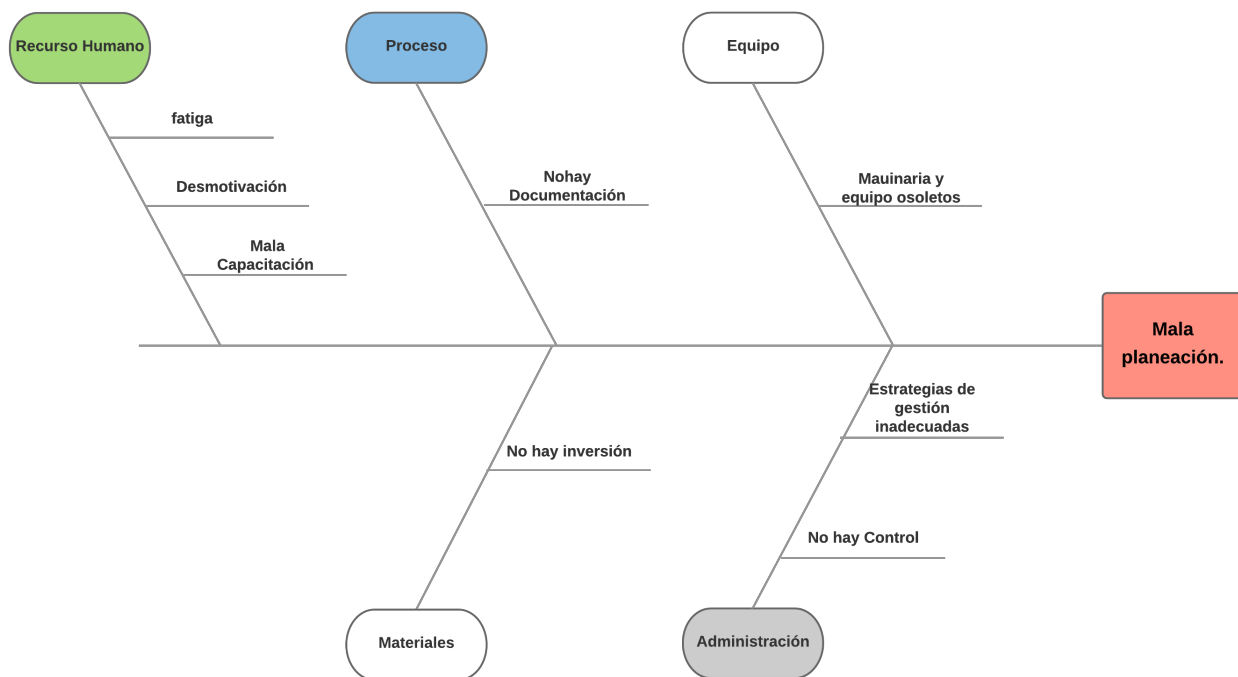 Recurso Humano
Proceso
Equipo
fatiga
Desmotivación
Mala
Capacitación
Nohay
Documentación
Mauinaria y
equipo osoletos
Mala
planeación.
Estrategias de
gestión
inadecuadas
No hay inversión
No hay Control
Materiales
Administración